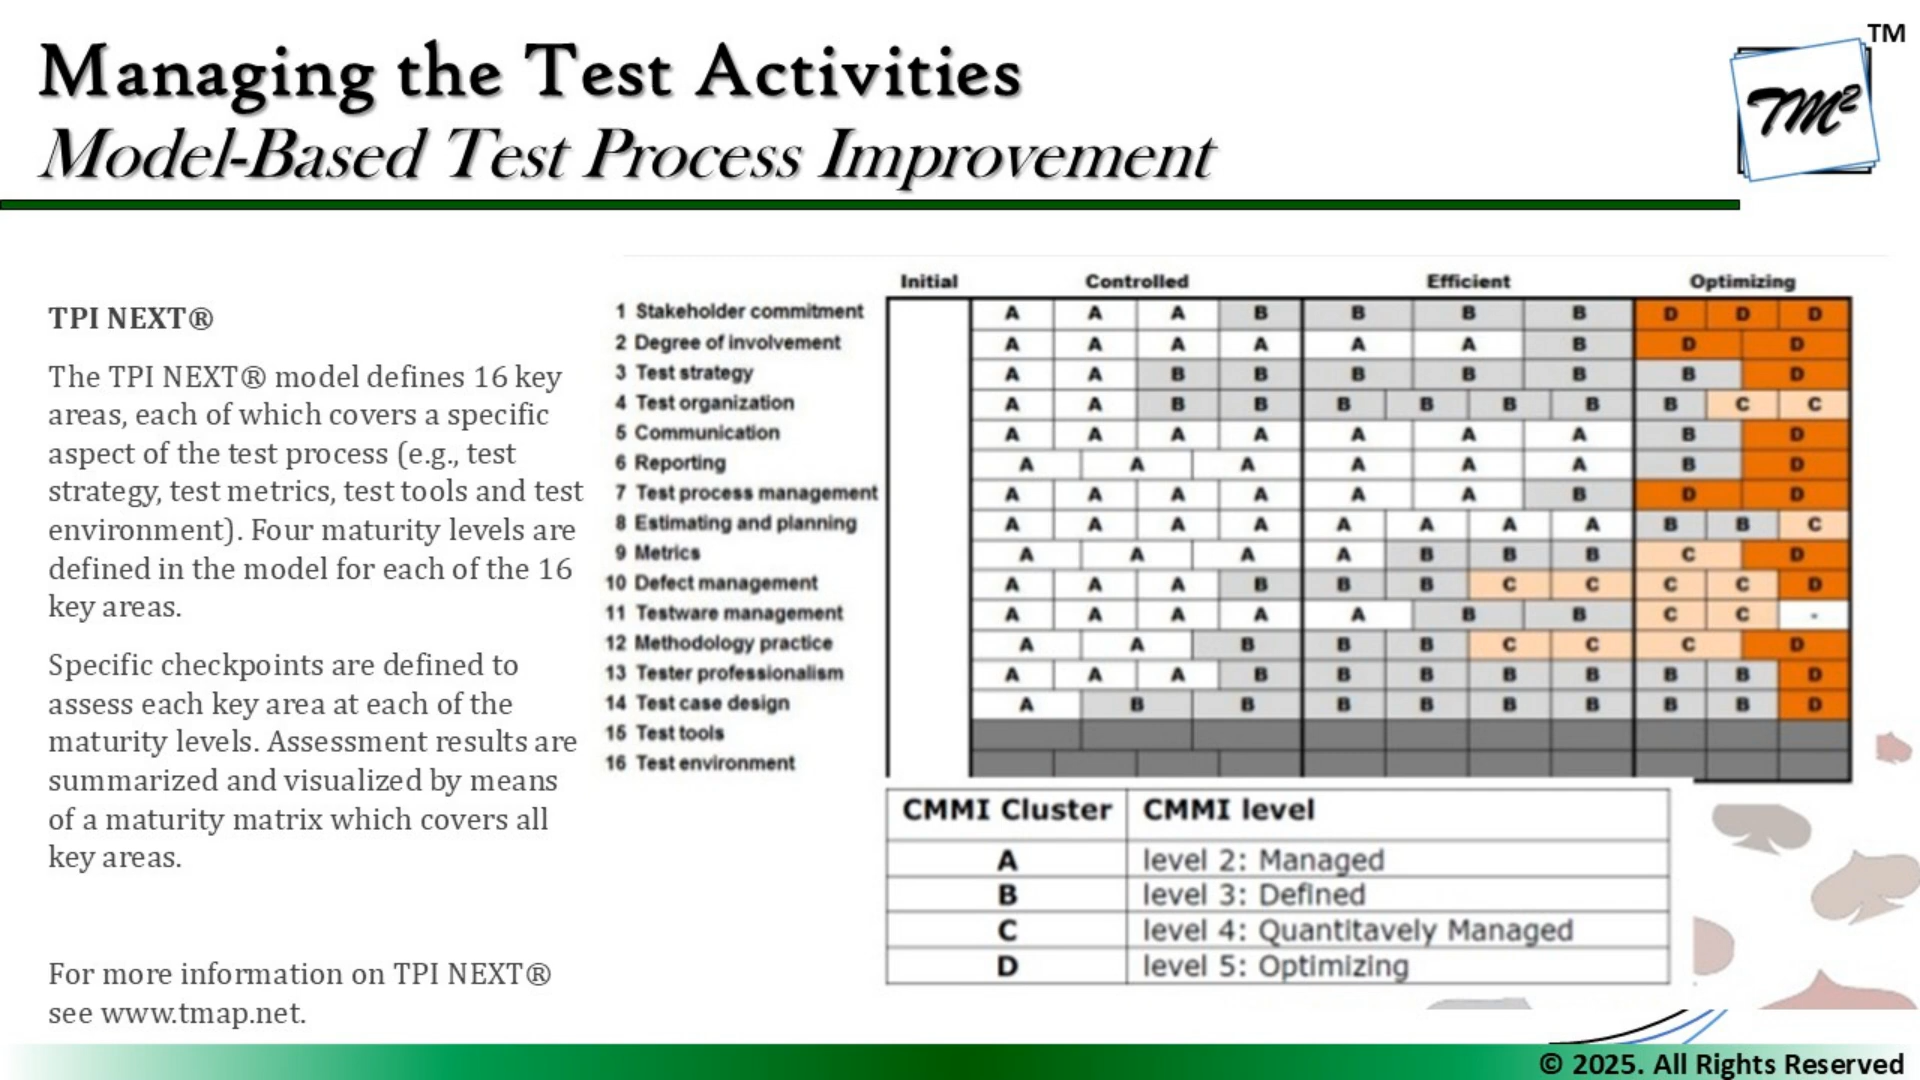 Managing the Test Activities
Model-Based Test Process Improvement
TM
TM²
TPI NEXT®
The TPI NEXT® model defines 16 key
areas, each of which covers a specific
aspect of the test process (e.g., test
strategy, test metrics, test tools and test
environment). Four maturity levels are
defined in the model for each of the 16
key areas.
Specific checkpoints are defined to
assess each key area at each of the
maturity levels. Assessment results are
summarized and visualized by means
of a maturity matrix which covers all
key areas.
For more information on TPI NEXT®
see www.tmap.net.
Initial Controlled Efficient Optimizing
1 Stakeholder commitment A A A B B B B D D D
2 Degree of involvement A A A A A A B D D
3 Test strategy A A B B B B B B D
4 Test organization A A B B B B B B B C C
5 Communication A A A A A A A B D
6 Reporting A A A A A A B D
7 Test process management A A A A A A B D D
8 Estimating and planning A A A A A A A A B B C
9 Metrics A A A A B B B C D
10 Defect management A A A B B B C C C C D
11 Testware management A A A A A B B C C -
12 Methodology practice A A B B B C C C D
13 Tester professionalism A A A B B B B B B B D
14 Test case design A B B B B B B B B D
15 Test tools
16 Test environment
CMMI Cluster CMMI level
A level 2: Managed
B level 3: Defined
C level 4: Quantitavely Managed
D level 5: Optimizing
© 2025. All Rights Reserved